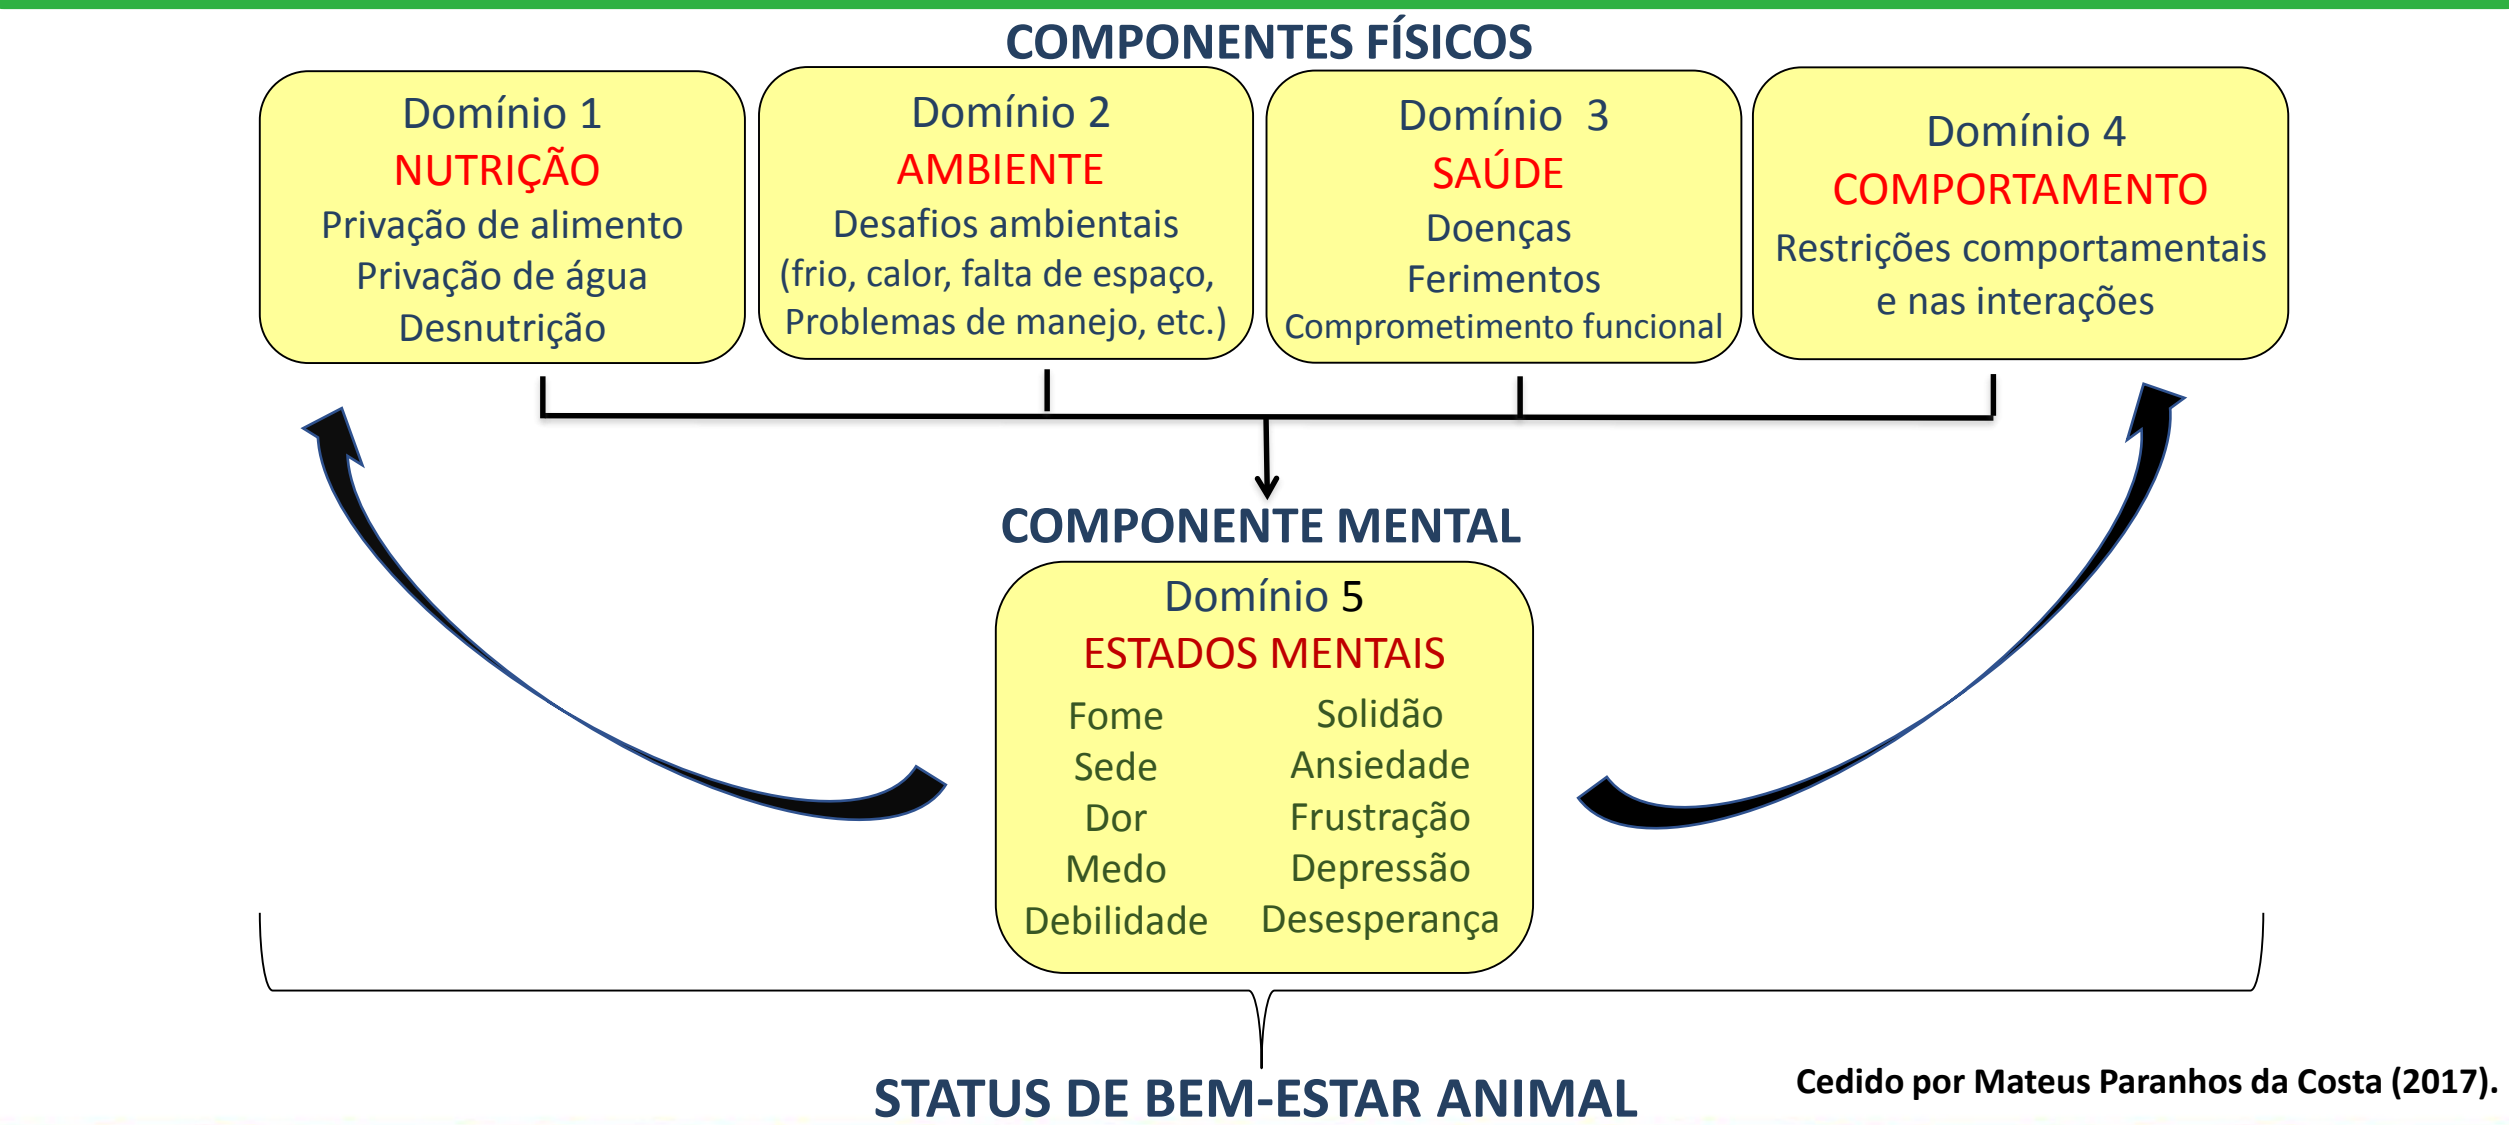 COMPONENTES FÍSICOS
Domínio 1
NUTRIÇÃO
Privação de alimento
Privação de água
Desnutrição
Domínio 2
AMBIENTE
Desafios ambientais
(frio, calor, falta de espaço,
Problemas de manejo, etc.)
Domínio 3
SAÚDE
Doenças
Ferimentos
Comprometimento funcional
Domínio 4
COMPORTAMENTO
Restrições comportamentais
e nas interações
COMPONENTE MENTAL
Domínio 5
ESTADOS MENTAIS
Fome
Sede
Dor
Medo
Debilidade
Solidão
Ansiedade
Frustração
Depressão
Desesperança
STATUS DE BEM-ESTAR ANIMAL
Cedido por Mateus Paranhos da Costa (2017).